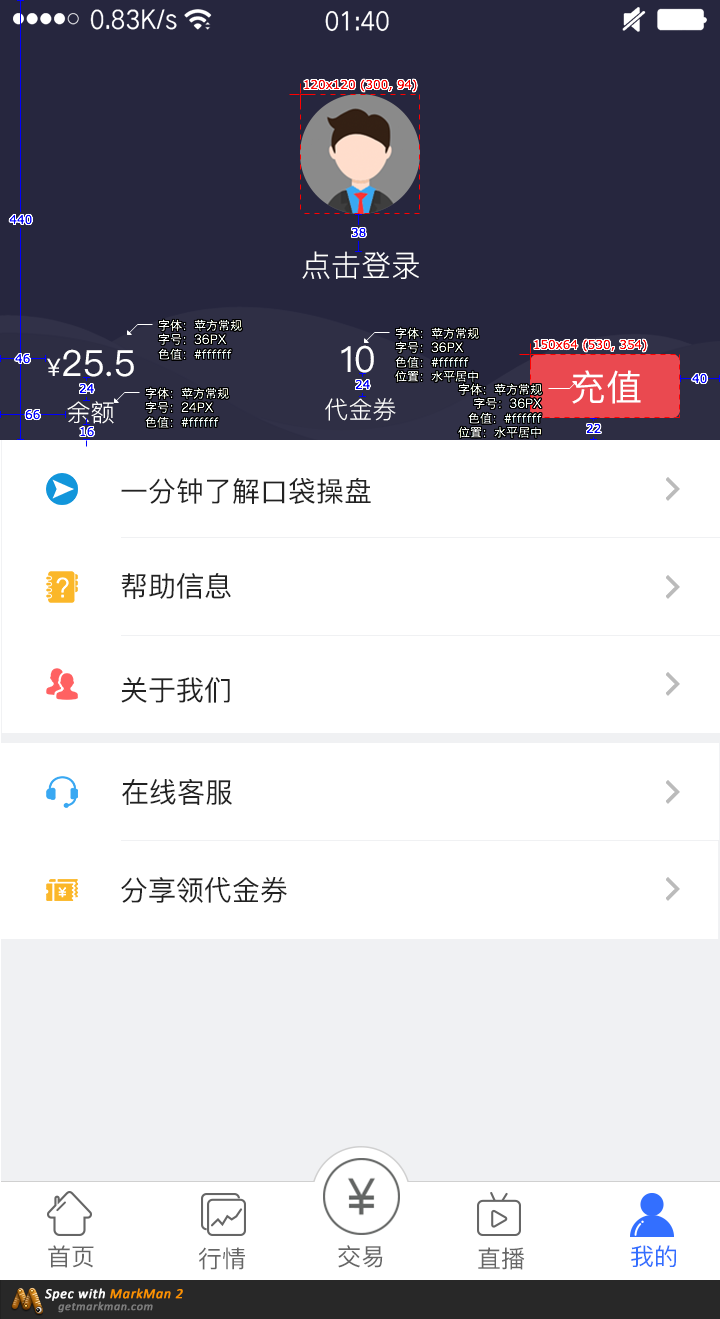 0.83K/s
01:40
120x120 (300, 94)
440
38
点击登录
字体: 苹方常规
字号: 36PX
色值: #ffffff
字体: 苹方常规
字号: 36PX
色值: #ffffff
位置: 水平居中
150x64 (530, 354)
46
¥25.5
10
充值
40
24
24
字体: 苹方常规
字号: 24PX
色值: #ffffff
字体: 苹方常规
字号: 36PX
色值: #ffffff
位置: 水平居中
66
余额
代金券
22
16
一分钟了解口袋操盘
帮助信息
关于我们
在线客服
分享领代金券
首页
行情
交易
直播
我的
Spec with MarkMan 2
getmarkman.com